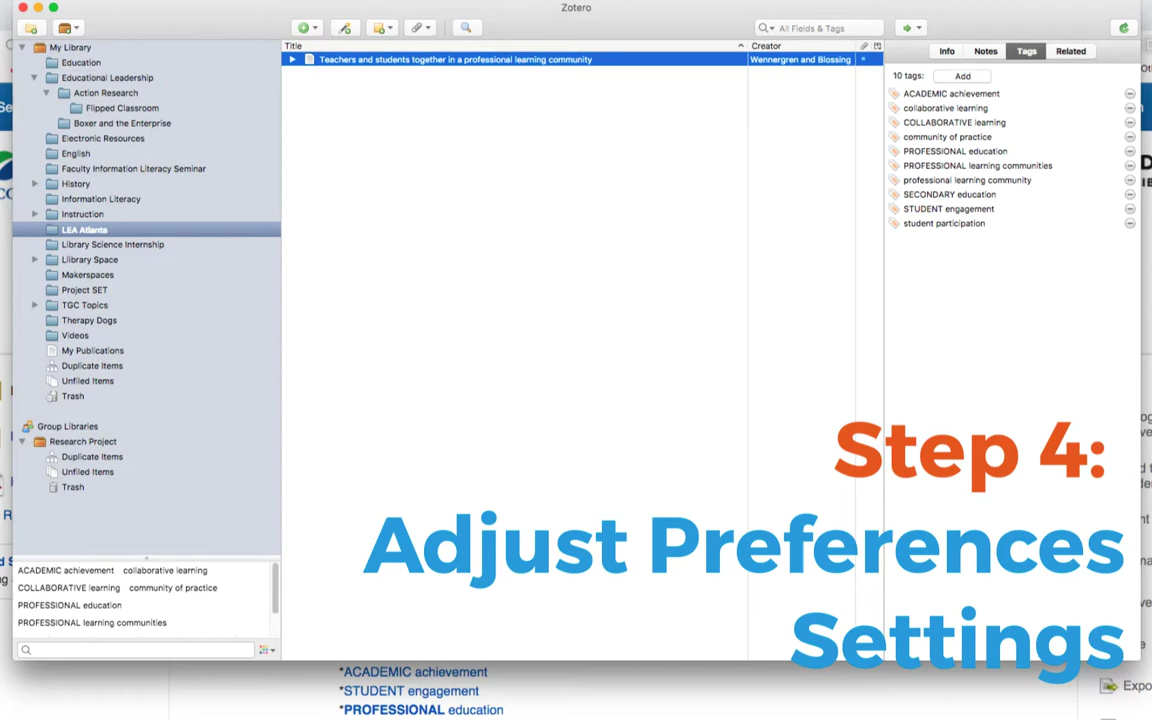 Zotero
All Fields & Tags
My Library
Education
Educational Leadership
Action Research
Flipped Classroom
Boxer and the Enterprise
Electronic Resources
English
Faculty Information Literacy Seminar
History
Information Literacy
Instruction
LEA Atlanta
Library Science Internship
Llibrary Space
Makerspaces
Project SET
TGC Topics
Therapy Dogs
Videos
My Publications
Duplicate Items
Unfiled Items
Trash
Group Libraries
Research Project
Duplicate Items
Unfiled Items
Trash
ACADEMIC achievement collaborative learning
COLLABORATIVE learning community of practice
PROFESSIONAL education
PROFESSIONAL learning communities
Title Creator
Teachers and students together in a professional learning community Wennergren and Blossing
Info Notes Tags Related
10 tags: Add
ACADEMIC achievement
collaborative learning
COLLABORATIVE learning
community of practice
PROFESSIONAL education
PROFESSIONAL learning communities
professional learning community
SECONDARY education
STUDENT engagement
student participation
Step 4:
Adjust Preferences
Settings
*ACADEMIC achievement
*STUDENT engagement
*PROFESSIONAL education
Expo